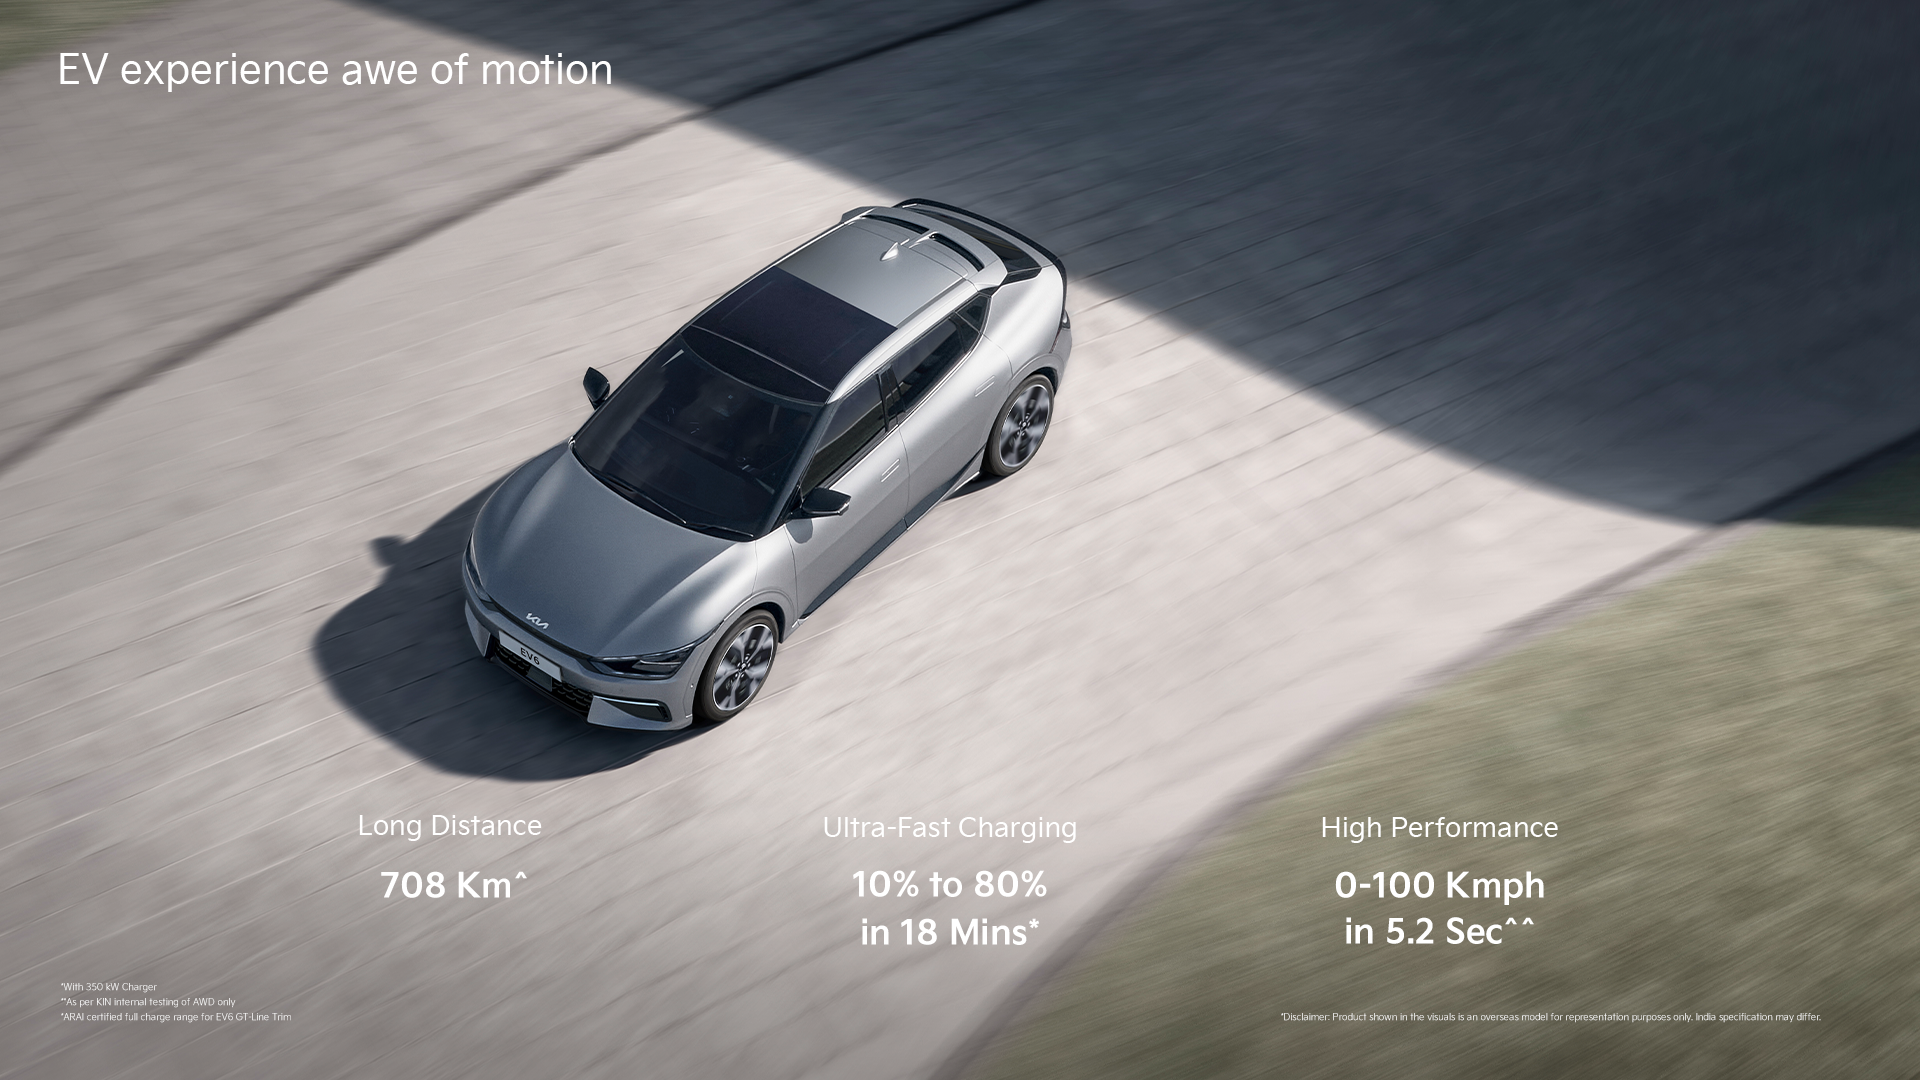 EV experience awe of motion
KIA
EV6
Long Distance
708 Km^
Ultra-Fast Charging
10% to 80%
in 18 Mins*
High Performance
0-100 Kmph
in 5.2 Sec^^
*With 350 kW Charger
^^As per KIN internal testing of AWD only
^ARAI certified full charge range for EV6 GT-Line Trim
*Disclaimer: Product shown in the visuals is an overseas model for representation purposes only. India specification may differ.